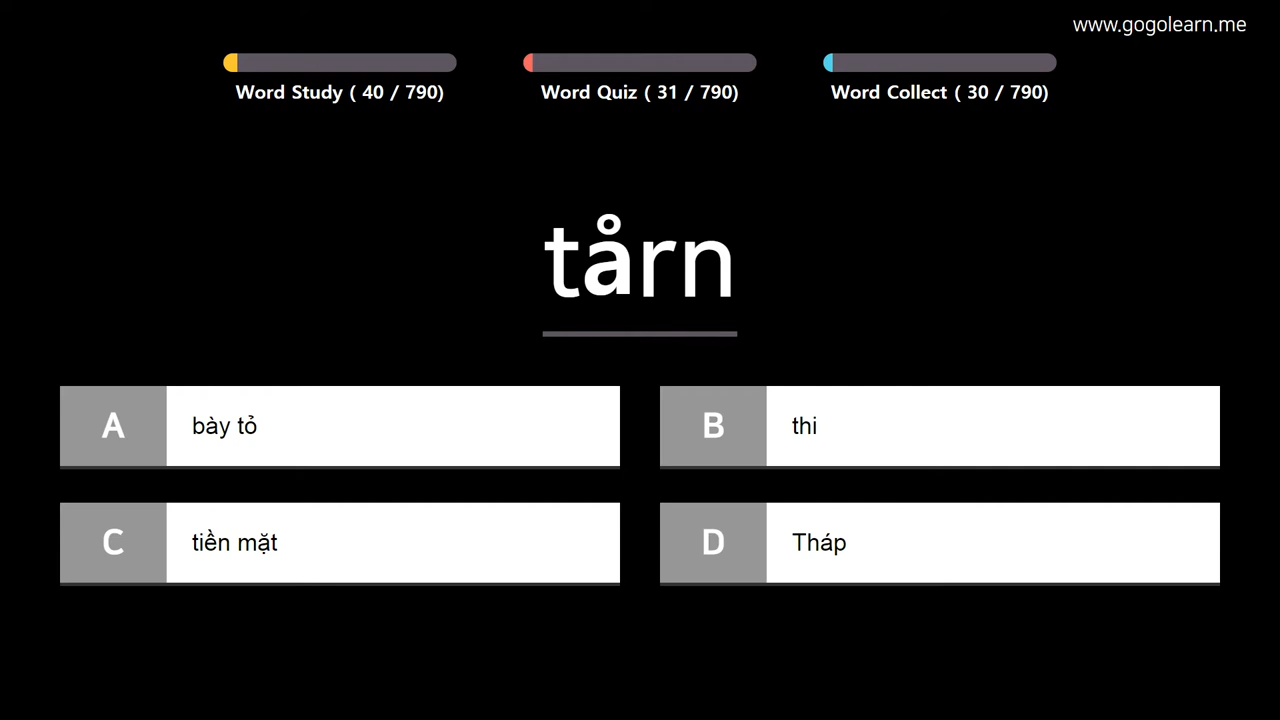 www.gogolearn.me
Word Study ( 40 / 790)
Word Quiz ( 31 / 790)
Word Collect ( 30 / 790)
tårn
A bày tỏ
B thi
C tiền mặt
D Tháp